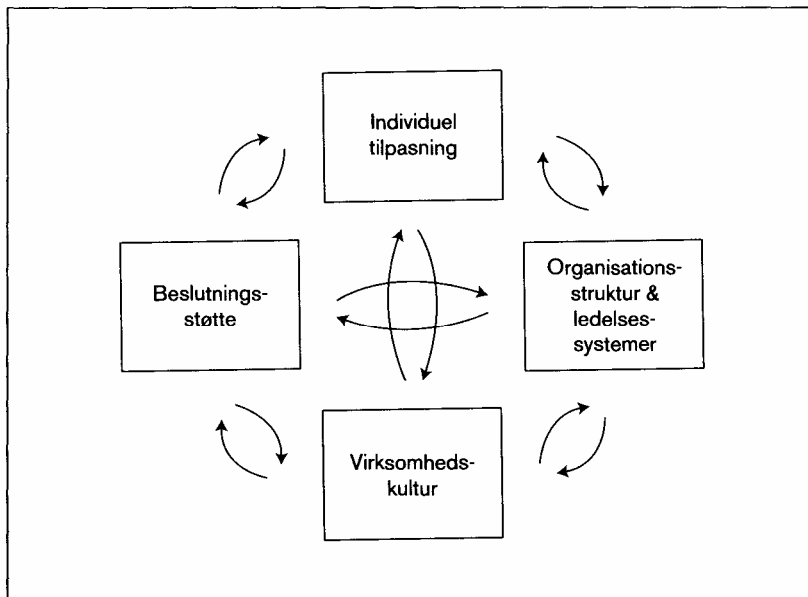 Individuel
tilpasning
Beslutnings-
støtte
Organisations-
struktur &
ledelses-
systemer
Virksomheds-
kultur